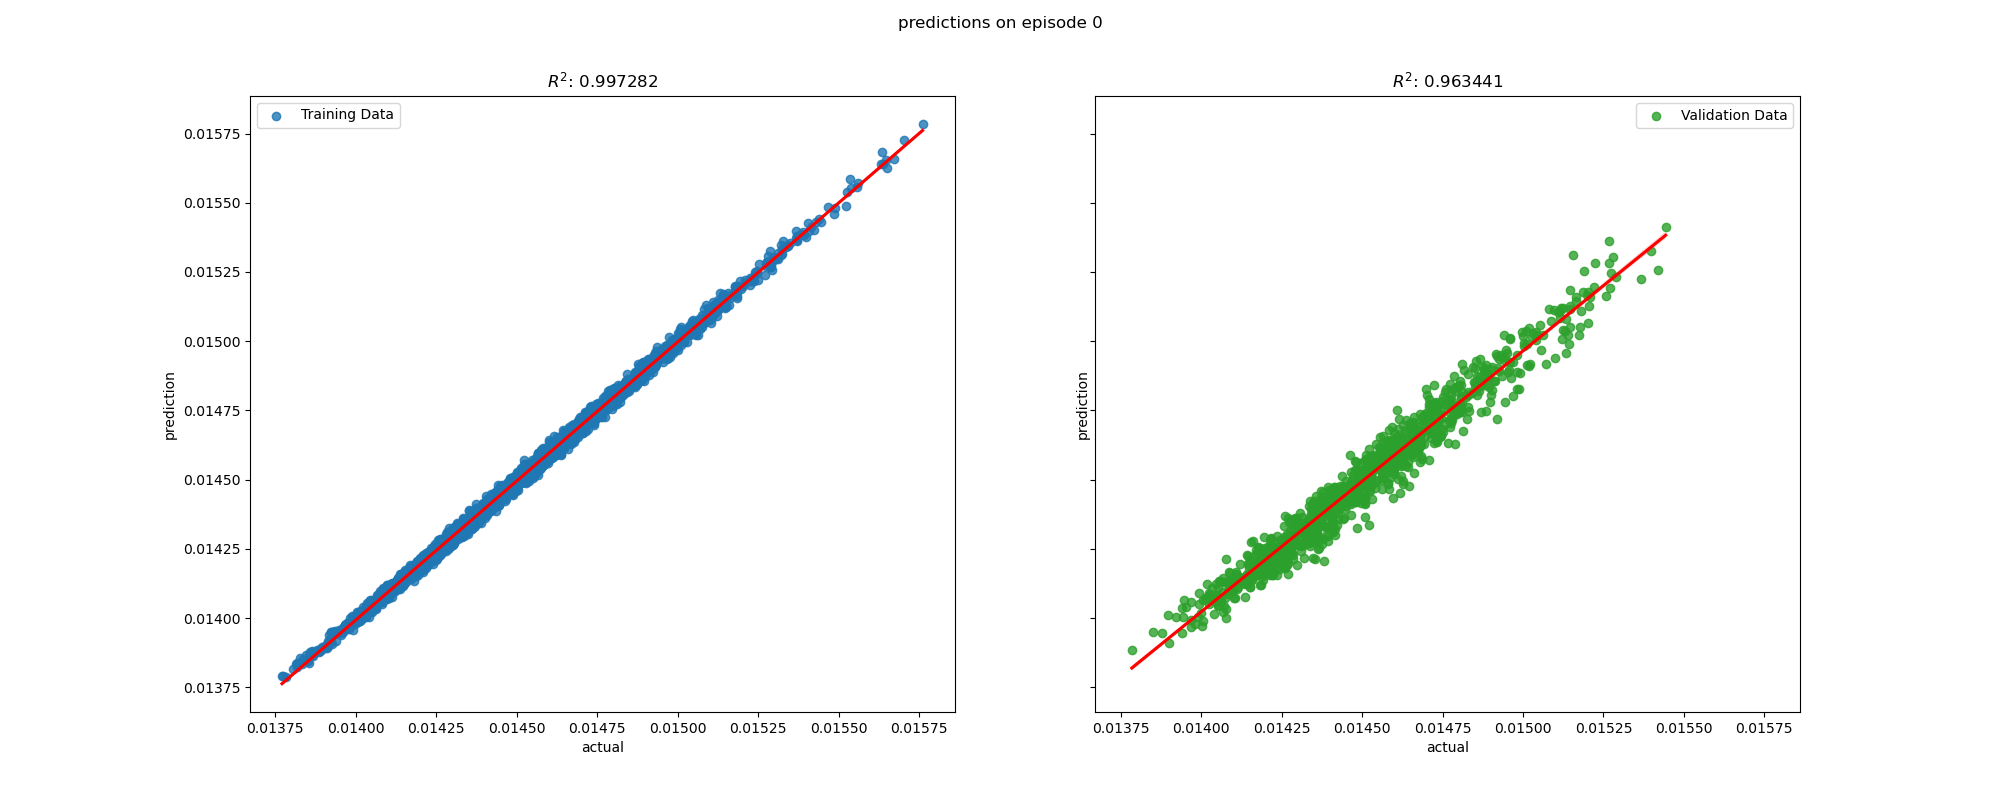 predictions on episode 0
R²: 0.997282
Training Data
0.01575
0.01550
0.01525
0.01500
0.01475
0.01450
0.01425
0.01400
0.01375
prediction
0.01375 0.01400 0.01425 0.01450 0.01475 0.01500 0.01525 0.01550 0.01575
actual
R²: 0.963441
Validation Data
prediction
0.01375 0.01400 0.01425 0.01450 0.01475 0.01500 0.01525 0.01550 0.01575
actual